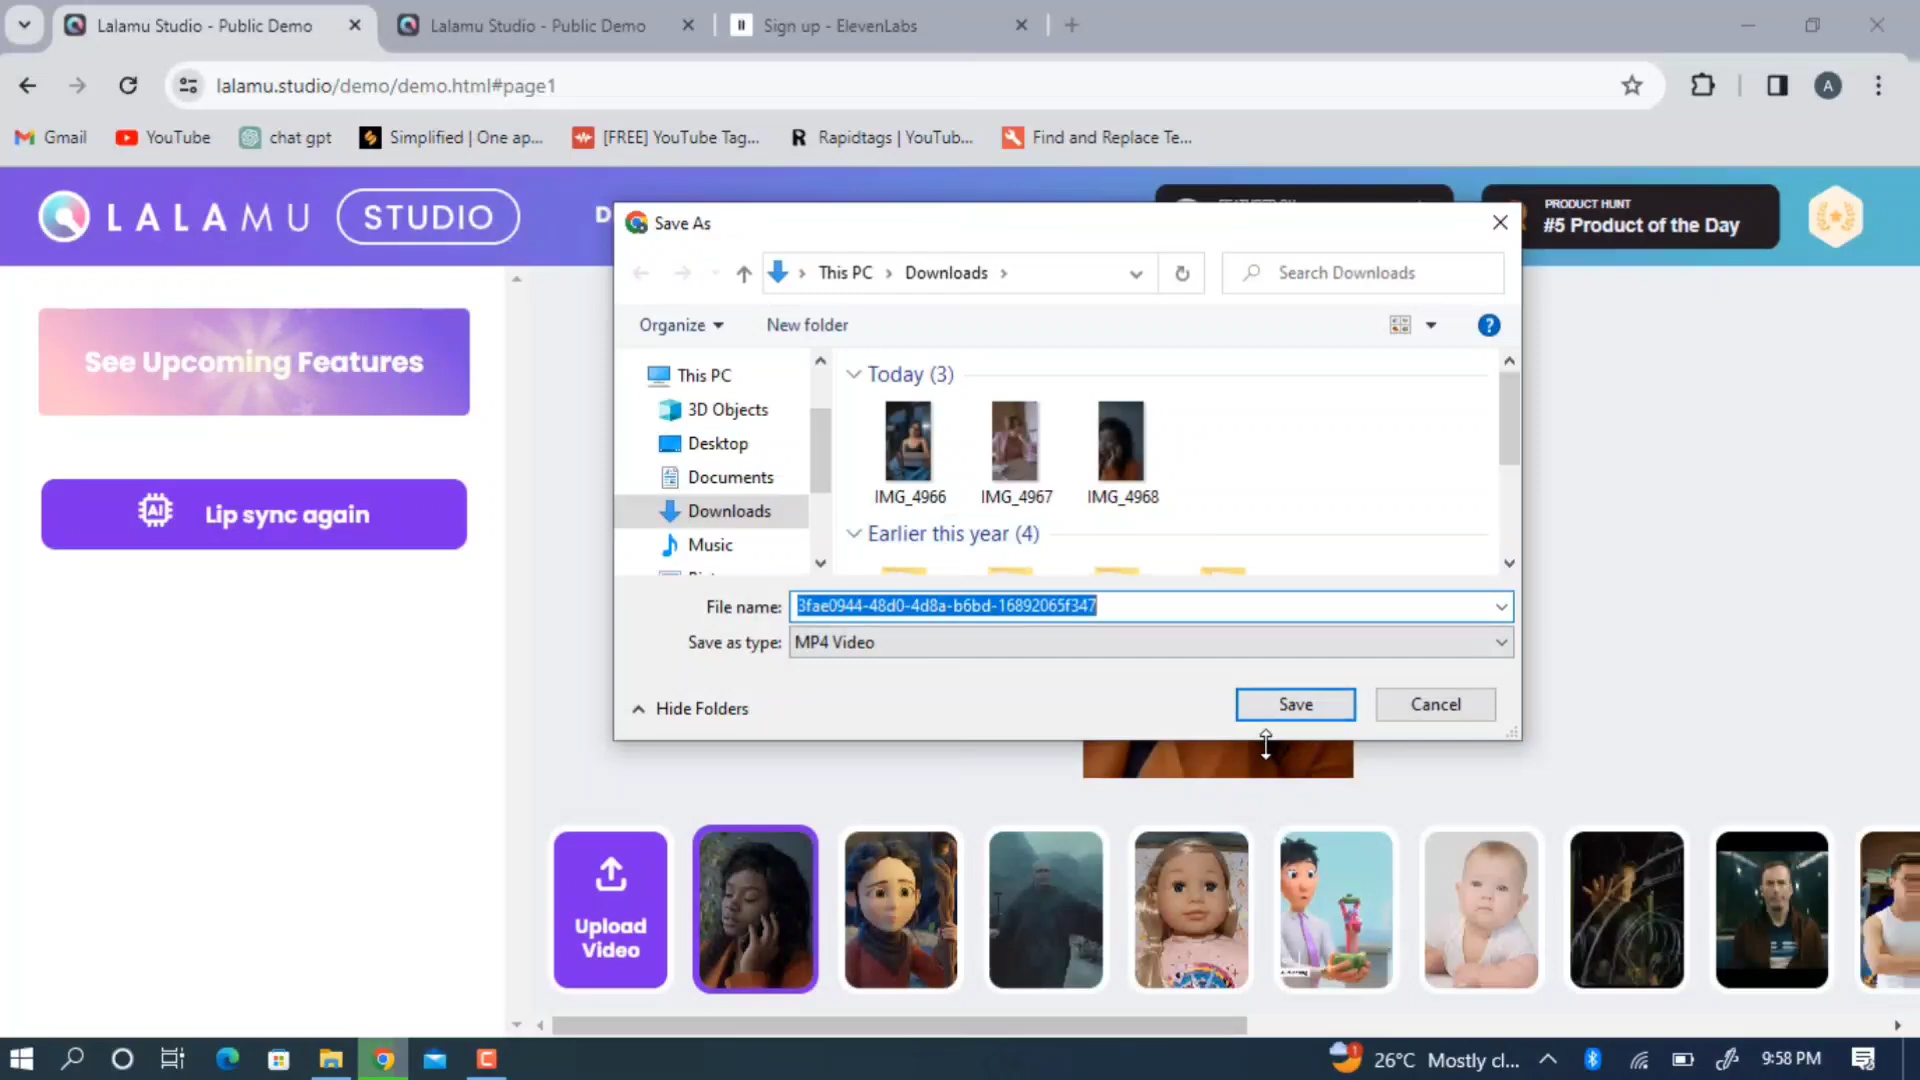 Lalamu Studio - Public Demo
Lalamu Studio - Public Demo
Sign up - ElevenLabs
lalamu.studio/demo/demo.html#page1
A
Gmail
YouTube
chat gpt
Simplified | One ap...
[FREE] YouTube Tag...
R
Rapidtags | YouTub...
Find and Replace Te...
LALAMU STUDIO
D
PRODUCT HUNT
#5 Product of the Day
See Upcoming Features
AI
Lip sync again
Save As
This PC
Downloads
Search Downloads
Organize
New folder
?
This PC
3D Objects
Desktop
Documents
Downloads
Music
Today (3)
IMG_4966
IMG_4967
IMG_4968
Earlier this year (4)
File name:
3fae0944-48d0-4d8a-b6bd-16892065f347
Save as type:
MP4 Video
Hide Folders
Save
Cancel
Upload
Video
1
26°C
Mostly cl...
9:58 PM